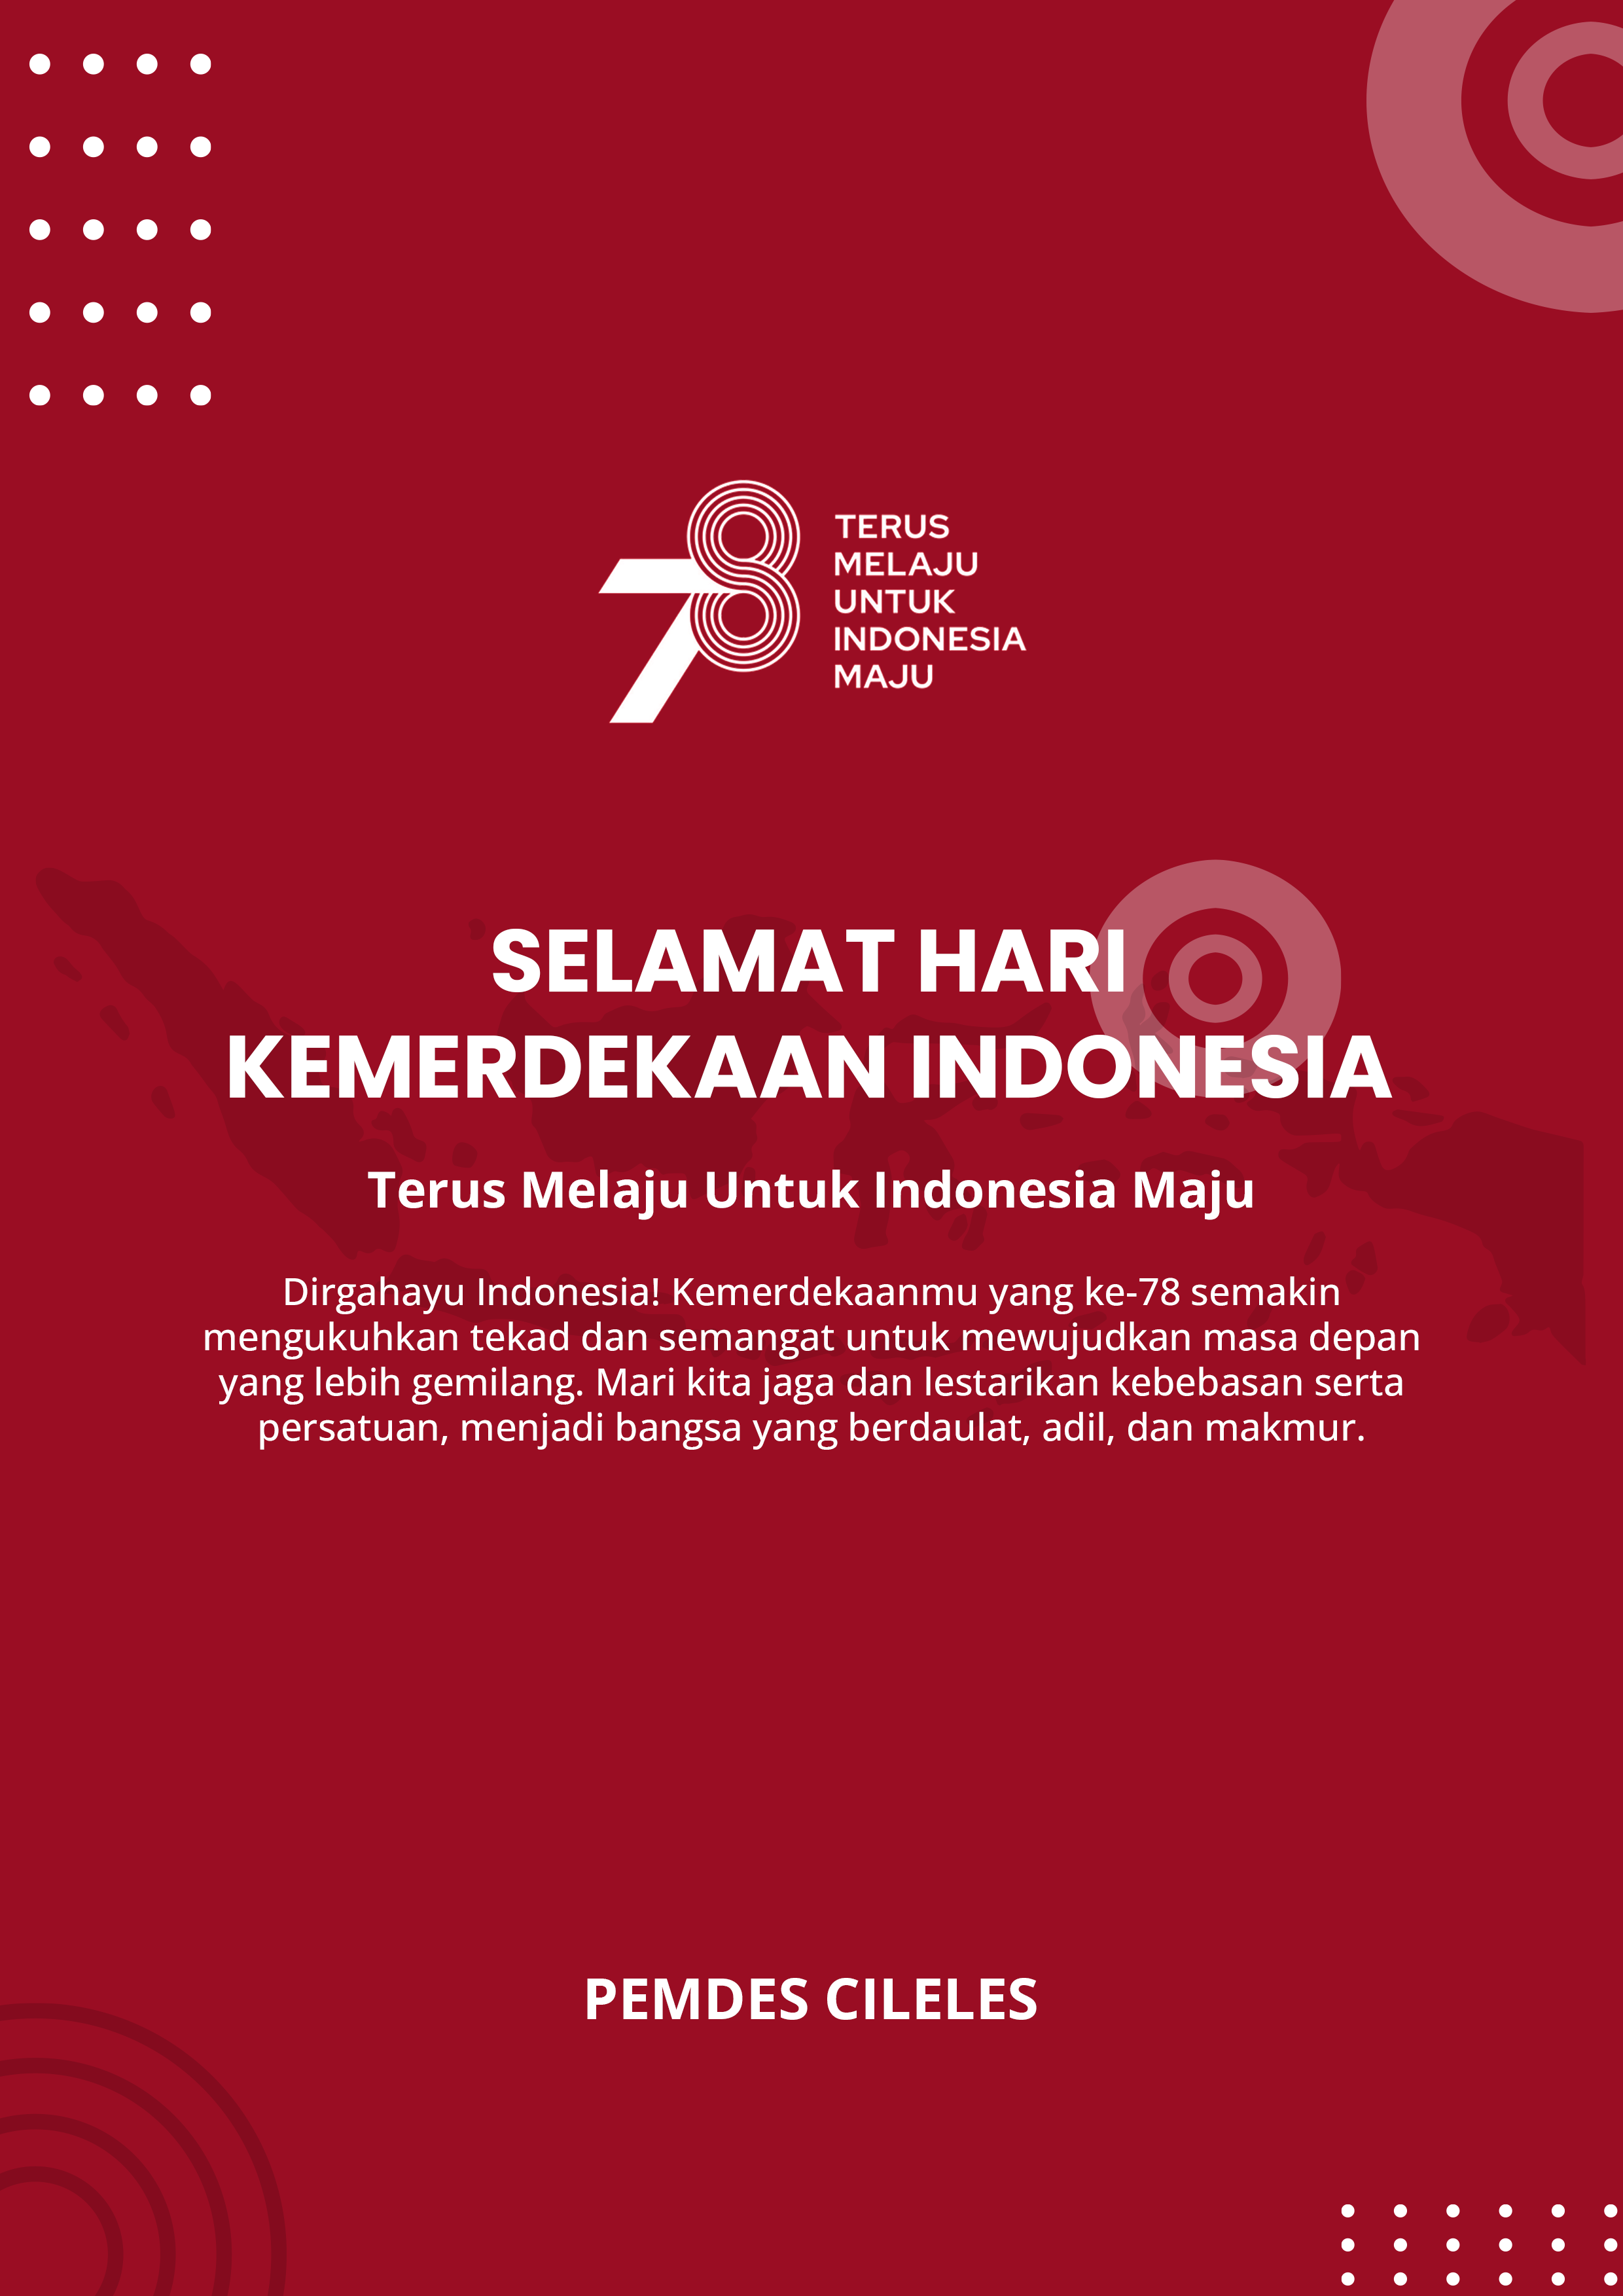 78
TERUS
MELAJU
UNTUK
INDONESIA
MAJU
SELAMAT HARI
KEMERDEKAAN INDONESIA
Terus Melaju Untuk Indonesia Maju
Dirgahayu Indonesia! Kemerdekaanmu yang ke-78 semakin
mengukuhkan tekad dan semangat untuk mewujudkan masa depan
yang lebih gemilang. Mari kita jaga dan lestarikan kebebasan serta
persatuan, menjadi bangsa yang berdaulat, adil, dan makmur.
PEMDES CILELES